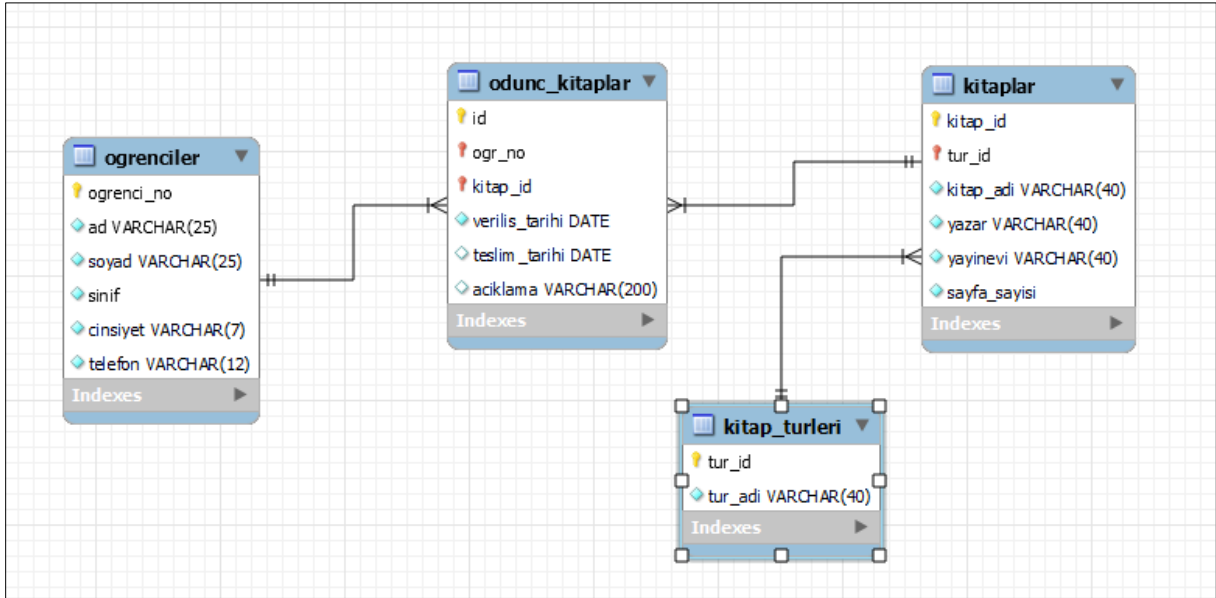 ogrenciler
ogrenci_no
ad VARCHAR(25)
soyad VARCHAR(25)
sinif
cinsiyet VARCHAR(7)
telefon VARCHAR(12)
Indexes
odunc_kitaplar
id
ogr_no
kitap_id
verilis_tarihi DATE
teslim_tarihi DATE
aciklama VARCHAR(200)
Indexes
kitaplar
kitap_id
tur_id
kitap_adi VARCHAR(40)
yazar VARCHAR(40)
yayinevi VARCHAR(40)
sayfa_sayisi
Indexes
kitap_turleri
tur_id
tur_adi VARCHAR(40)
Indexes